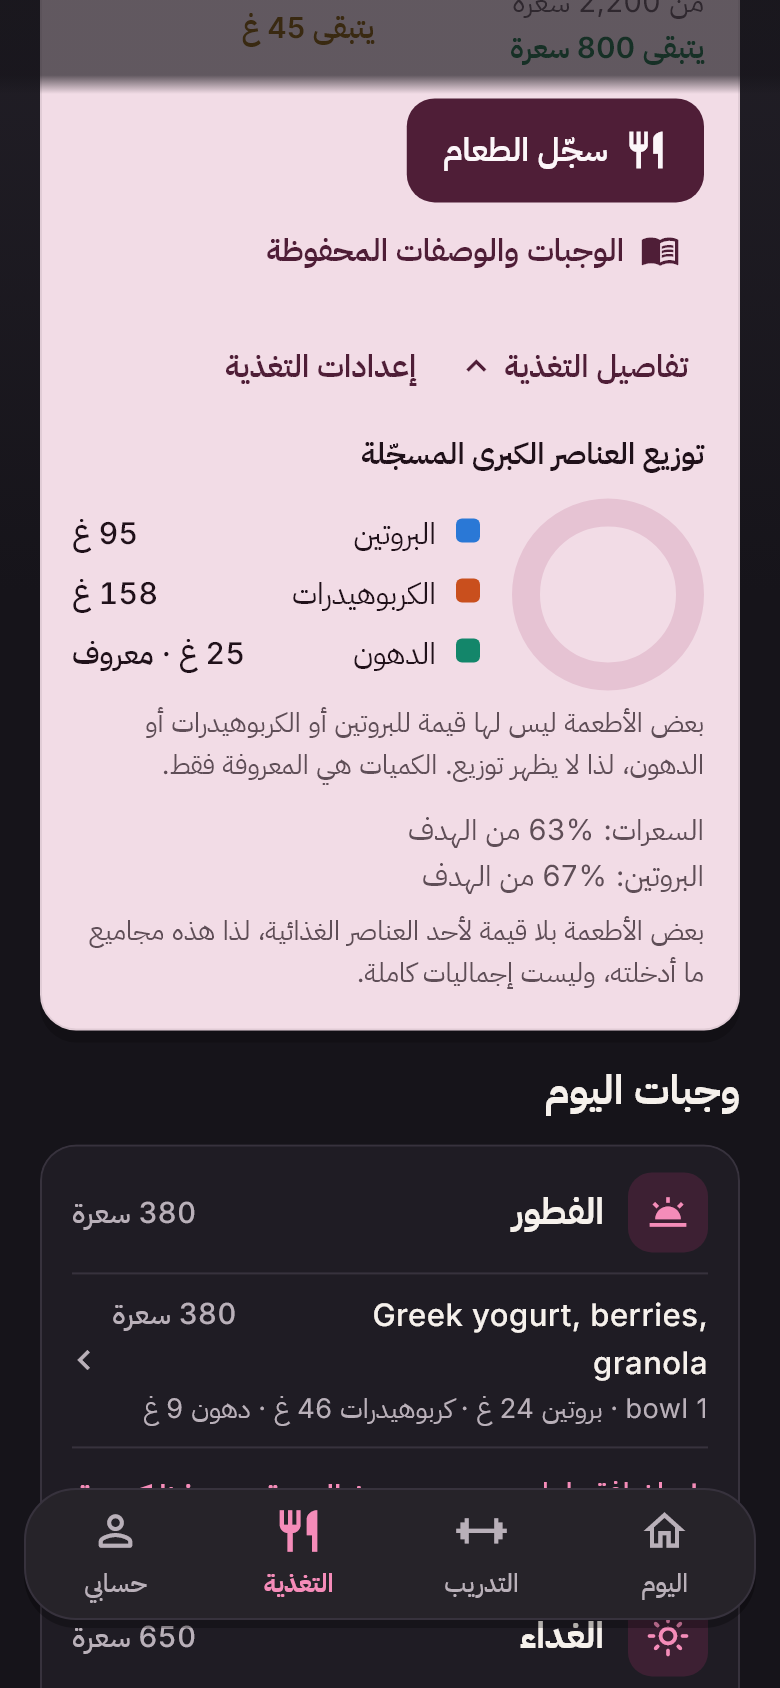 من 2,200 سعرة
يتبقى 800 سعرة
يتبقى 45 غ
سجّل الطعام
الوجبات والوصفات المحفوظة
تفاصيل التغذية
إعدادات التغذية
توزيع العناصر الكبرى المسجّلة
البروتين 95 غ
الكربوهيدرات 158 غ
الدهون 25 غ · معروف
بعض الأطعمة ليس لها قيمة للبروتين أو الكربوهيدرات أو
الدهون، لذا لا يظهر توزيع. الكميات هي المعروفة فقط.
السعرات: 63% من الهدف
البروتين: 67% من الهدف
بعض الأطعمة بلا قيمة لأحد العناصر الغذائية، لذا هذه مجاميع
ما أدخلته، وليست إجماليات كاملة.
وجبات اليوم
الفطور 380 سعرة
Greek yogurt, berries,
granola
380 سعرة
1 bowl · بروتين 24 غ · كربوهيدرات 46 غ · دهون 9 غ
اليوم
التدريب
التغذية
حسابي
الغداء 650 سعرة